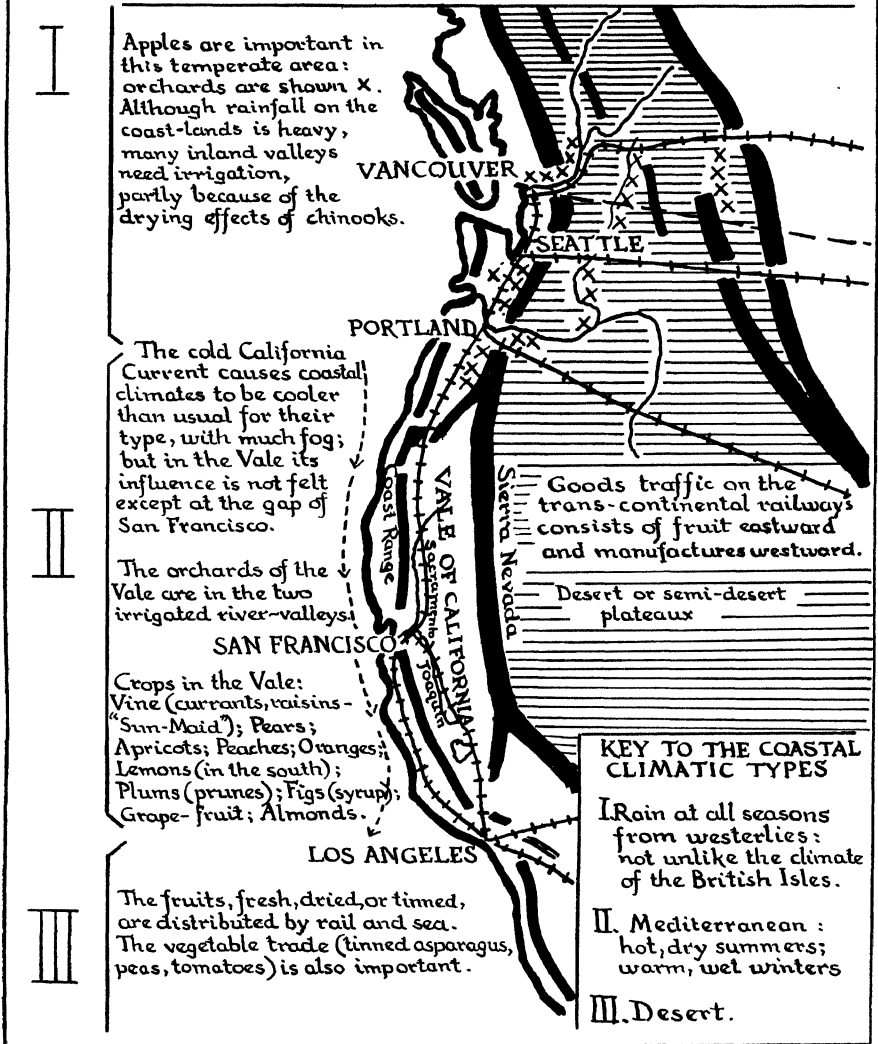 I
Apples are important in
this temperate area:
orchards are shown x.
Although rainfall on the
coast-lands is heavy,
many inland valleys
need irrigation,
partly because of the
drying effects of chinooks.
VANCOUVER
SEATTLE
PORTLAND
II
The cold California
Current causes coastal
climates to be cooler
than usual for their
type, with much fog;
but in the Vale its
influence is not felt
except at the gap of
San Francisco.
The orchards of the
Vale are in the two
irrigated river-valleys.
SAN FRANCISCO
Crops in the Vale:
Vine (currants, raisins-
"Sun-Maid"); Pears;
Apricots; Peaches; Oranges;
Lemons (in the south);
Plums (prunes); Figs (syrup);
Grape-fruit; Almonds.
LOS ANGELES
Coast Range
VALE OF CALIFORNIA
Sacramento
Joaquin
Sierra Nevada
Goods traffic on the
trans-continental railways
consists of fruit eastward
and manufactures westward.
Desert or semi-desert
plateaux
III
The fruits, fresh, dried, or tinned,
are distributed by rail and sea.
The vegetable trade (tinned asparagus,
peas, tomatoes) is also important.
KEY TO THE COASTAL
CLIMATIC TYPES
I. Rain at all seasons
from westerlies:
not unlike the climate
of the British Isles.
II. Mediterranean:
hot, dry summers;
warm, wet winters
III. Desert.